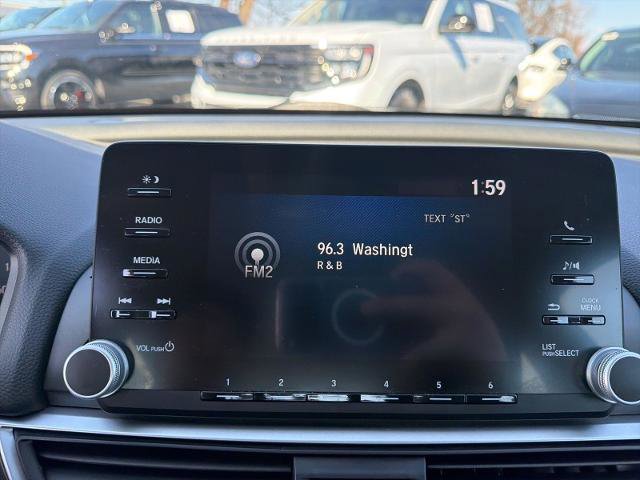 Ford
1:59
RADIO
TEXT "ST"
96.3 Washingt
R & B
FM2
MEDIA
CLOCK
MENU
VOL PUSH
LIST
PUSH SELECT
1 2 3 4 5 6